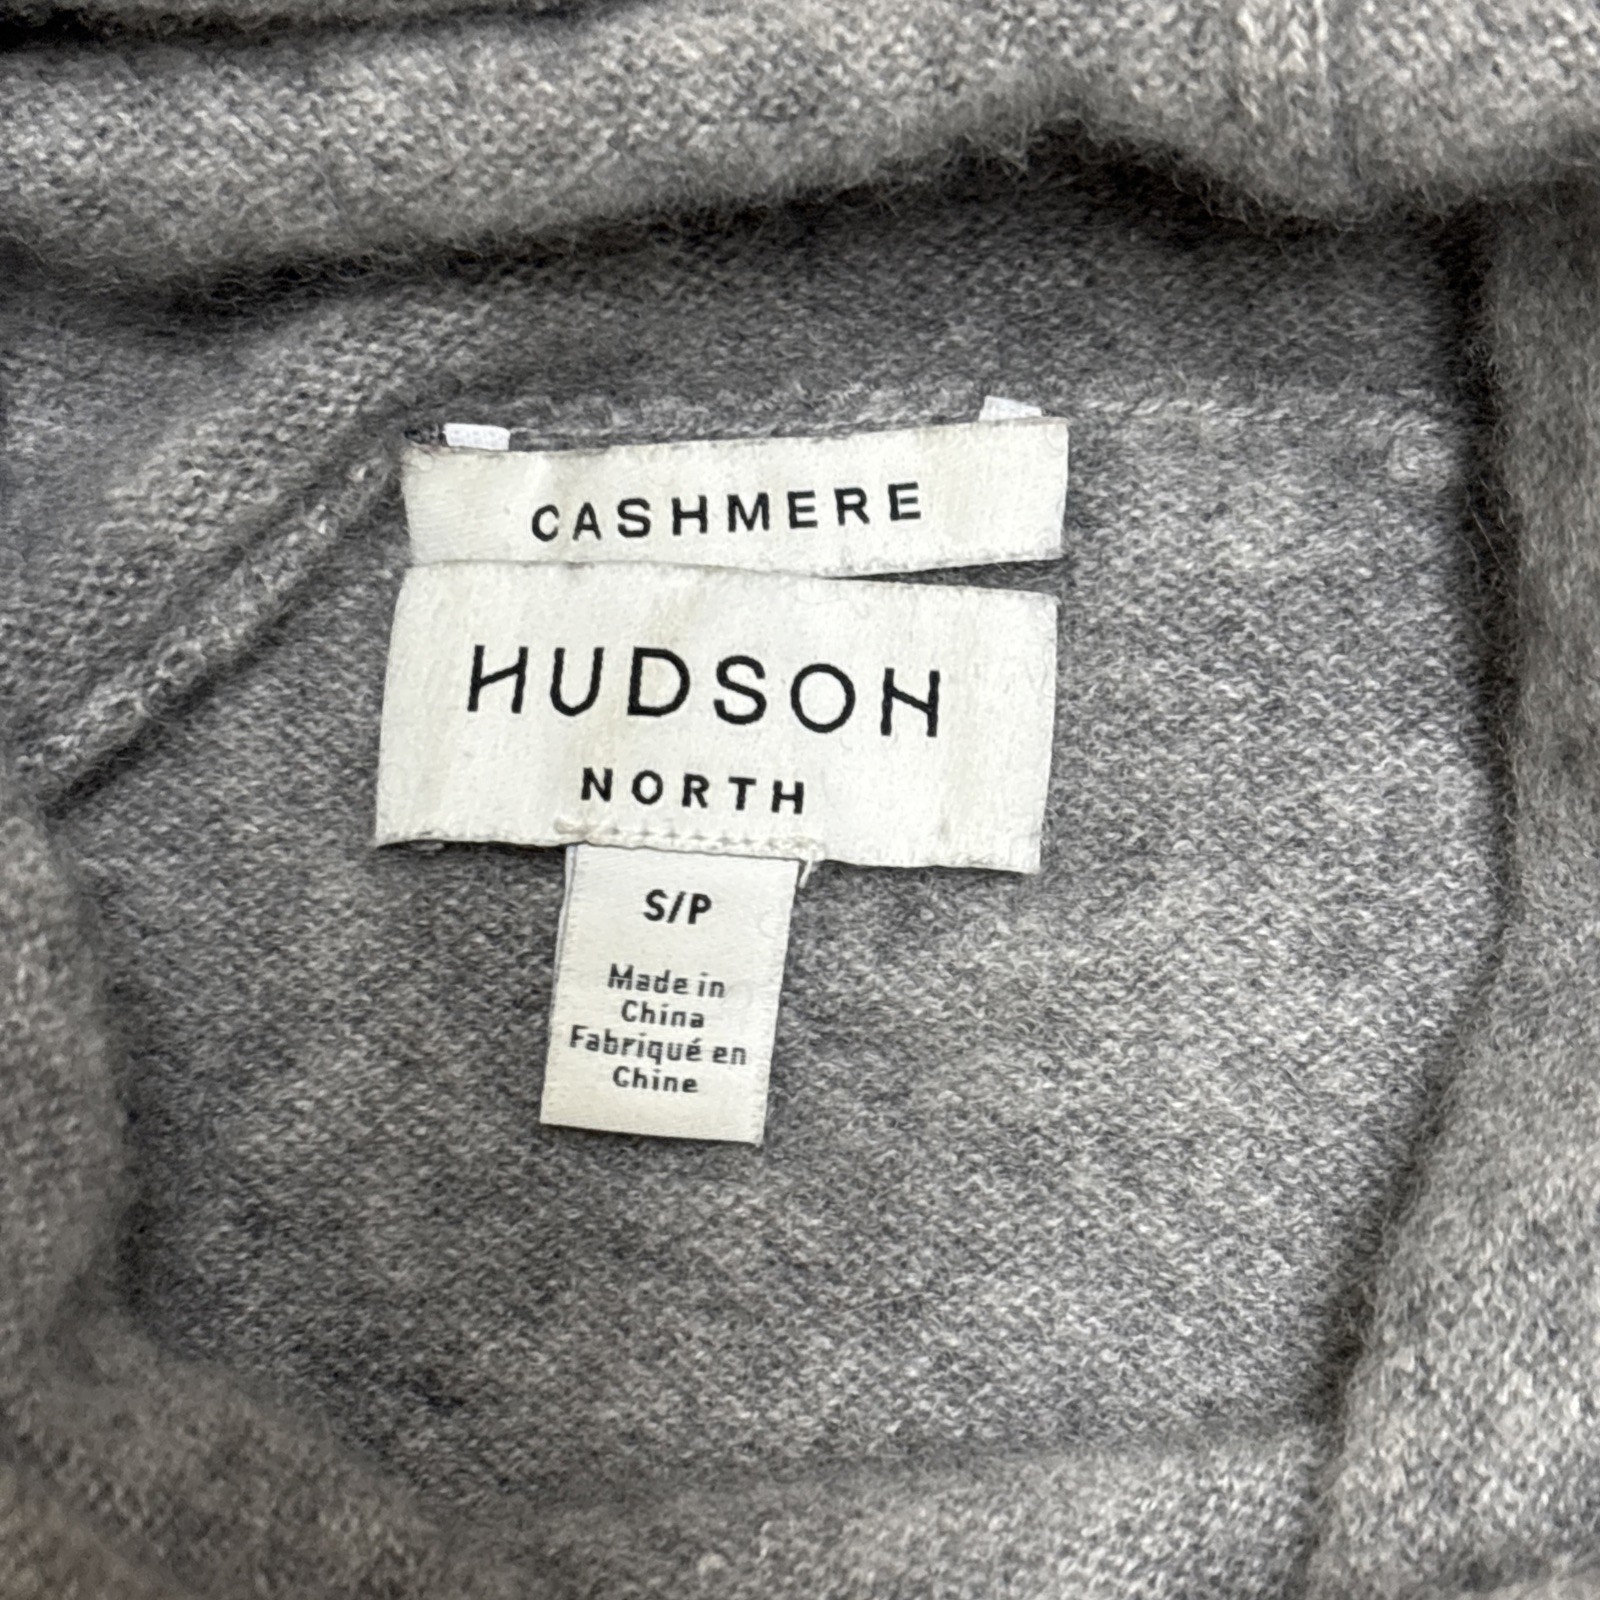 CASHMERE
HUDSON
NORTH
S/P
Made in
China
Fabriqué en
Chine